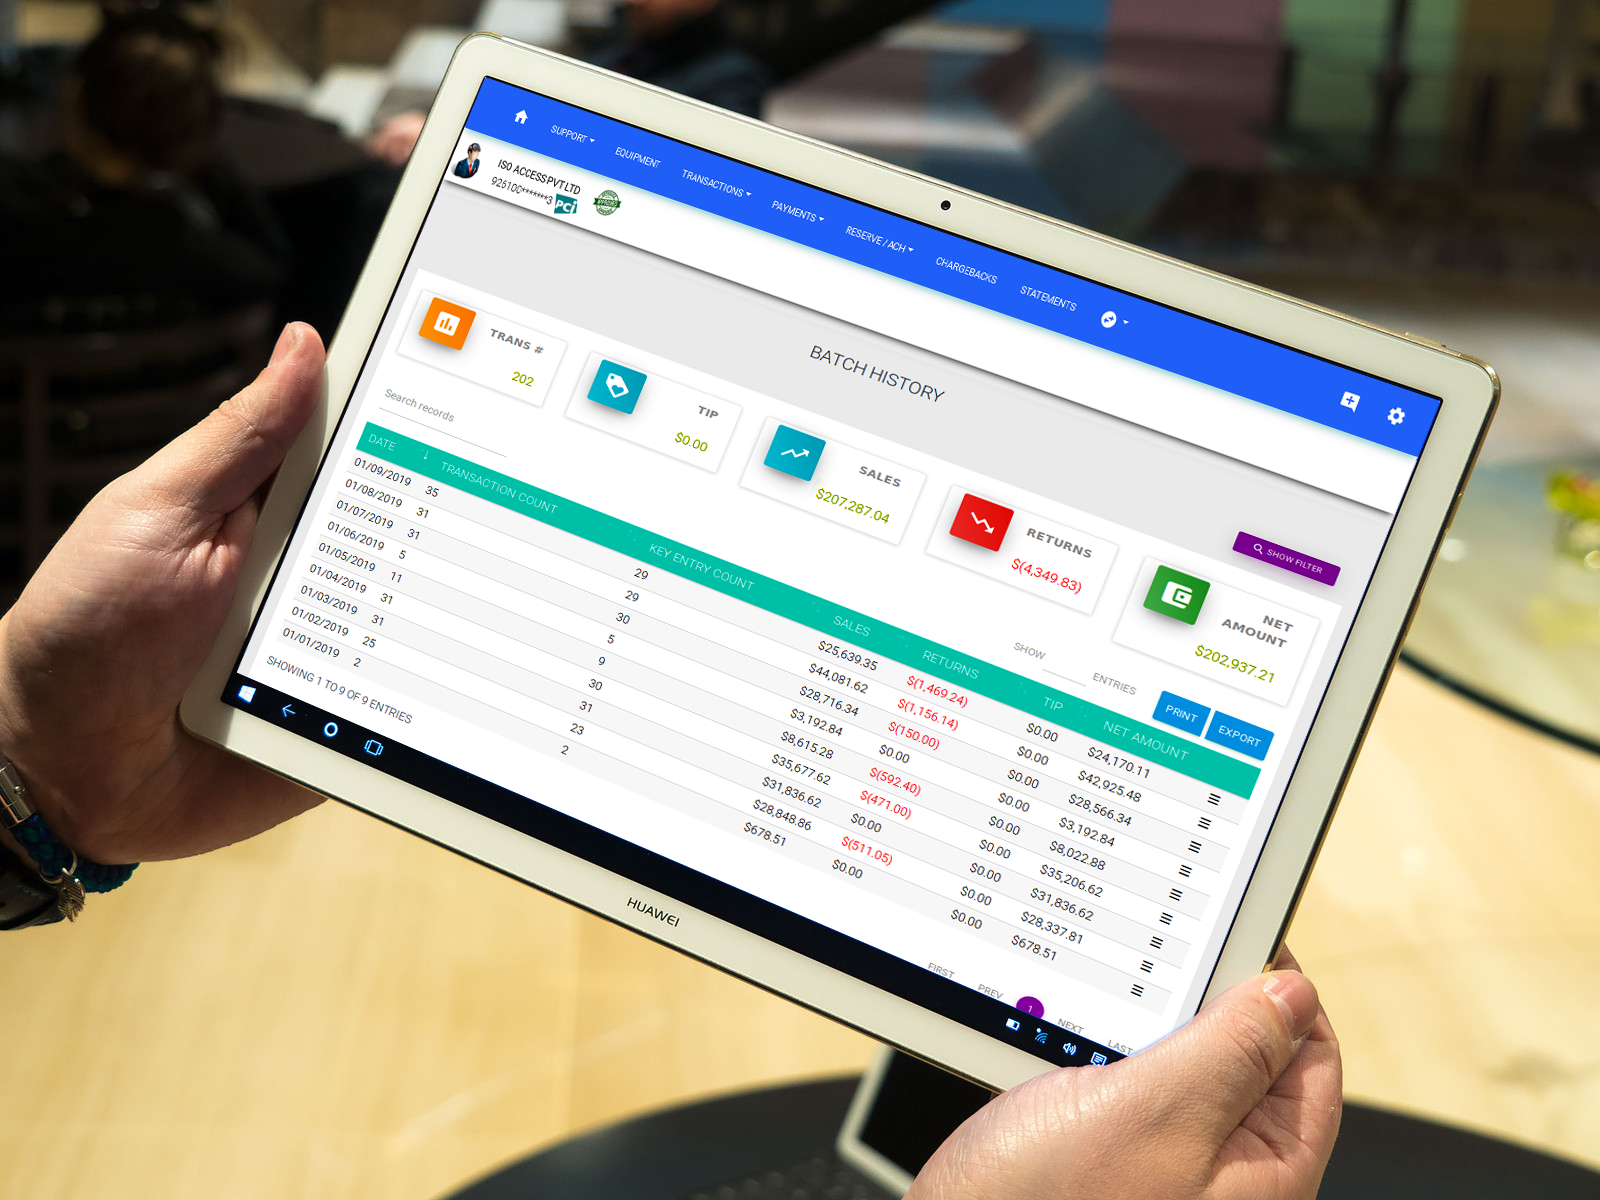 SUPPORT EQUIPMENT TRANSACTIONS PAYMENTS RESERVE / ACH CHARGEBACKS STATEMENTS
ISO ACCESS PVT LTD
925100*******3 PCI
BATCH HISTORY
SHOW FILTER
TRANS #
202
TIP
$0.00
SALES
$207,287.04
RETURNS
$(4,349.83)
NET
AMOUNT
$202,937.21
Search records
SHOW ENTRIES
PRINT EXPORT
DATE TRANSACTION COUNT KEY ENTRY COUNT SALES RETURNS TIP NET AMOUNT
01/09/2019 35 29 $25,639.35 $(1,469.24) $0.00 $24,170.11
01/08/2019 31 29 $44,081.62 $(1,156.14) $0.00 $42,925.48
01/07/2019 31 30 $28,716.34 $(150.00) $0.00 $28,566.34
01/06/2019 5 5 $3,192.84 $0.00 $0.00 $3,192.84
01/05/2019 11 9 $8,615.28 $(592.40) $0.00 $8,022.88
01/04/2019 31 30 $35,677.62 $(471.00) $0.00 $35,206.62
01/03/2019 31 31 $31,836.62 $0.00 $0.00 $31,836.62
01/02/2019 25 23 $28,848.86 $(511.05) $0.00 $28,337.81
01/01/2019 2 2 $678.51 $0.00 $0.00 $678.51
SHOWING 1 TO 9 OF 9 ENTRIES
FIRST PREV 1 NEXT LAST
HUAWEI